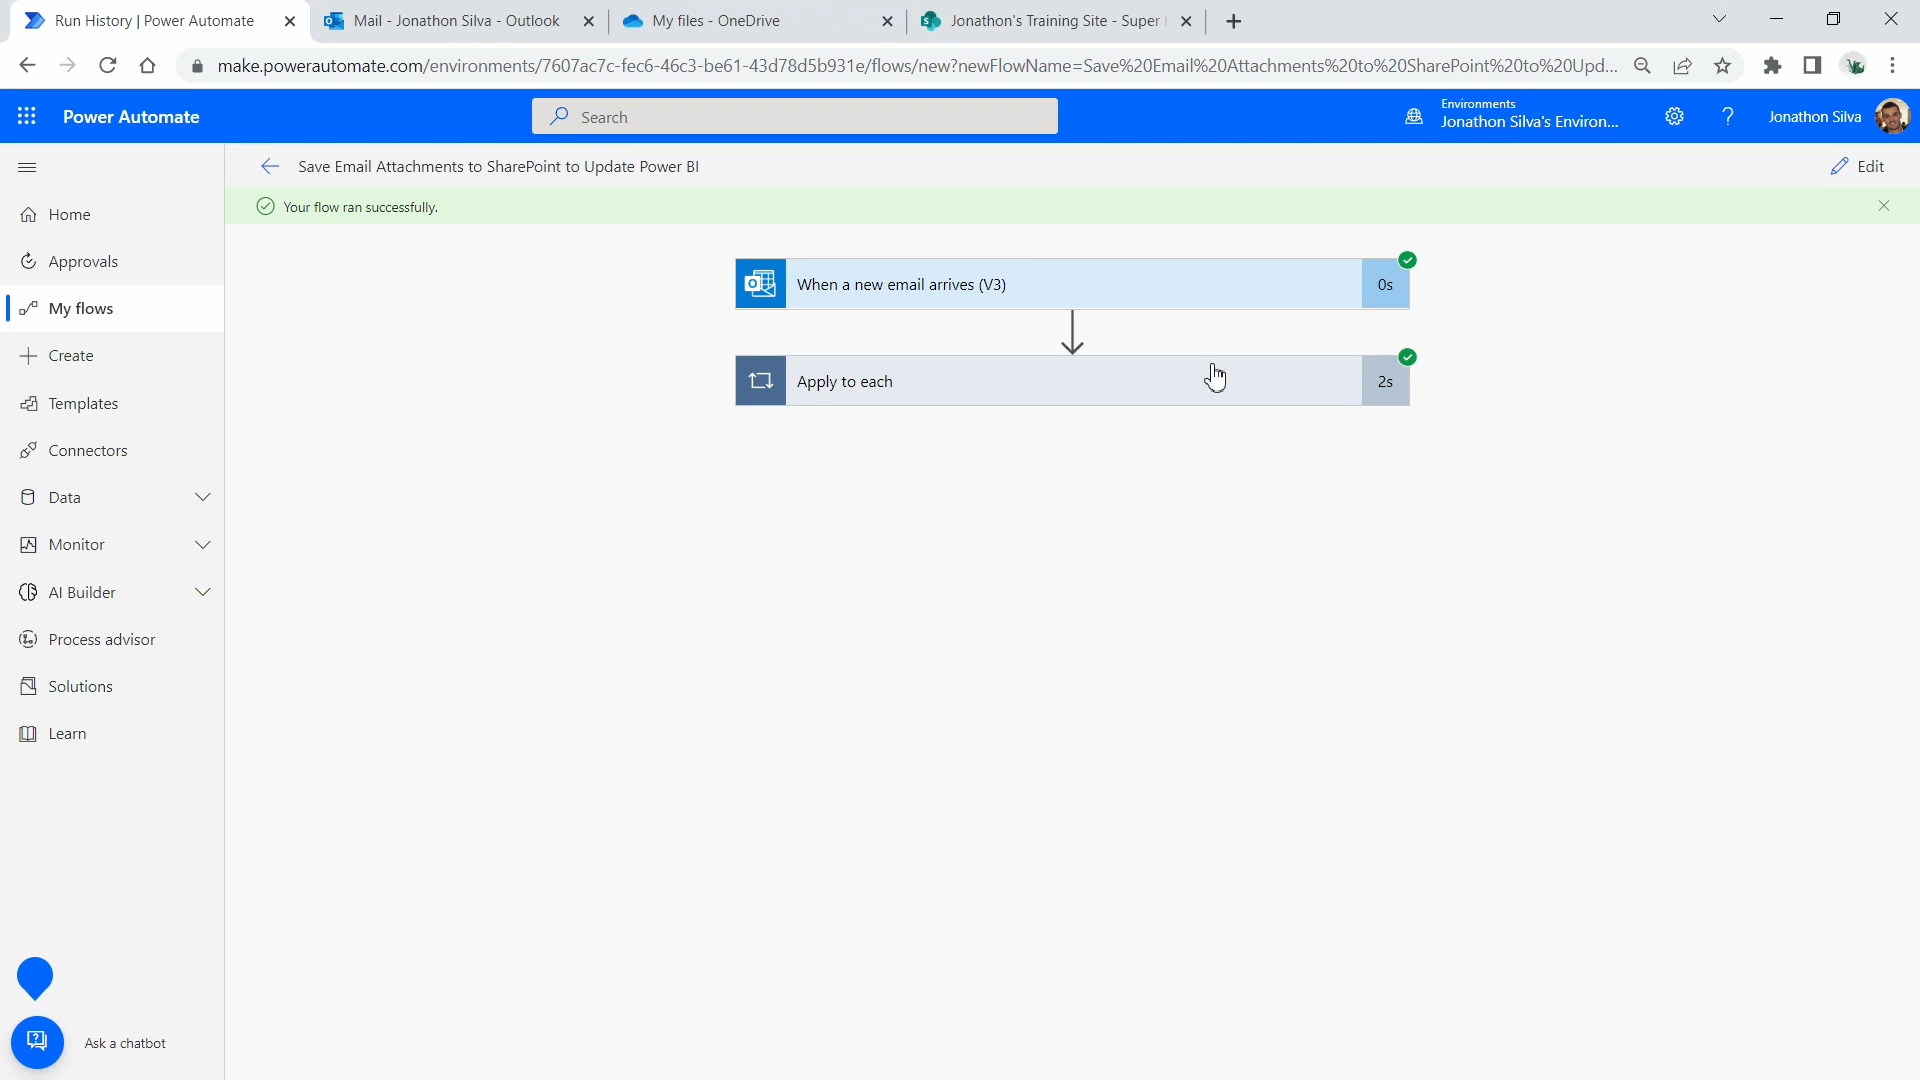 Run History | Power Automate
Mail - Jonathon Silva - Outlook
My files - OneDrive
Jonathon's Training Site - Super
make.powerautomate.com/environments/7607ac7c-fec6-46c3-be61-43d78d5b931e/flows/new?newFlowName=Save%20Email%20Attachments%20to%20SharePoint%20to%20Upd...
Power Automate
Search
Environments
Jonathon Silva's Environ...
?
Jonathon Silva
Save Email Attachments to SharePoint to Update Power BI
Edit
Your flow ran successfully.
Home
Approvals
My flows
Create
Templates
Connectors
Data
Monitor
AI Builder
Process advisor
Solutions
Learn
When a new email arrives (V3)
0s
Apply to each
2s
Ask a chatbot